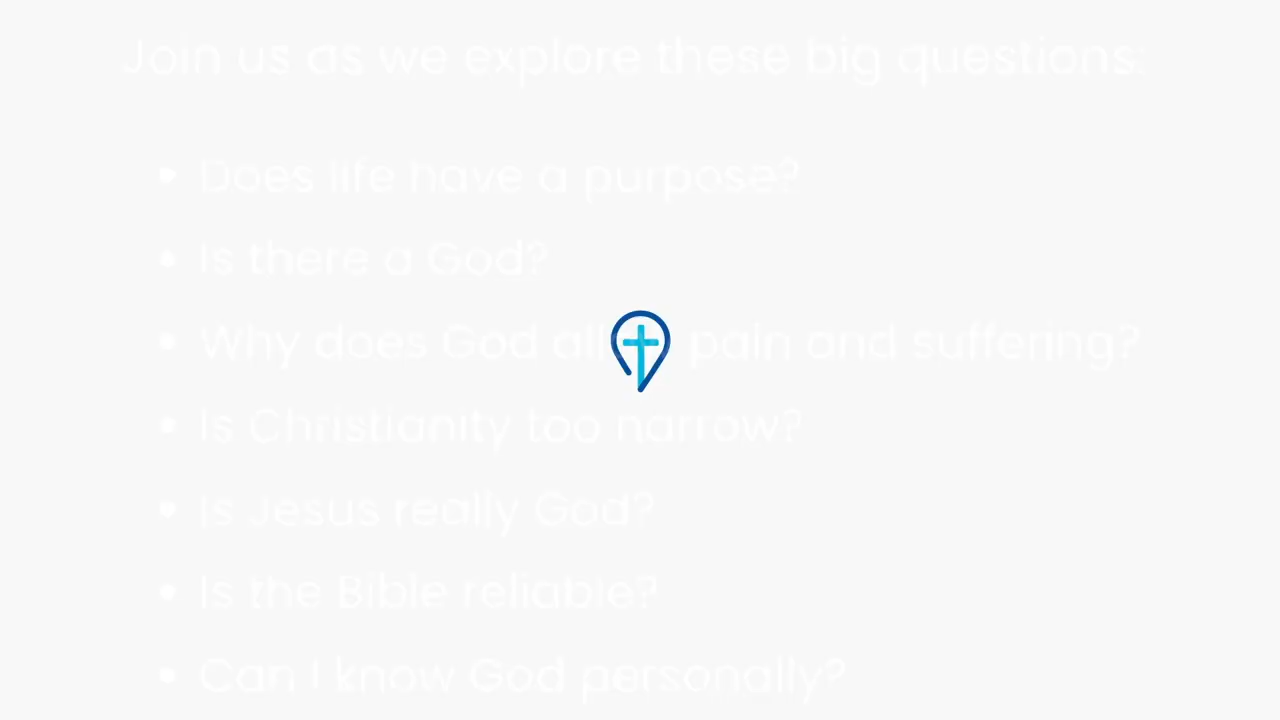 Join us as we explore these big questions:
• Does life have a purpose?
• Is there a God?
• Why does God all pain and suffering?
• Is Christianity too narrow?
• Is Jesus really God?
• Is the Bible reliable?
• Can I know God personally?